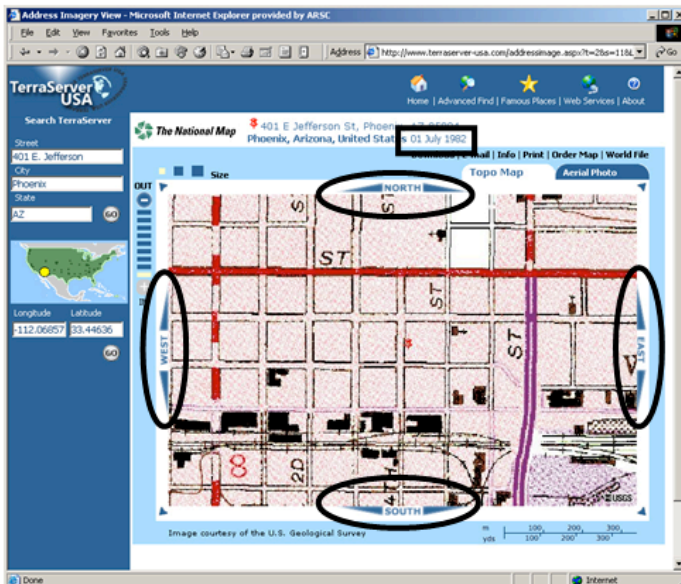 Address Imagery View - Microsoft Internet Explorer provided by ARSC
File Edit View Favorites Tools Help
Address http://www.terraserver-usa.com/addressimage.aspx?t=2&s=11&L
Go
TerraServer
USA
Home | Advanced Find | Famous Places | Web Services | About
Search TerraServer
Street
401 E. Jefferson
City
Phoenix
State
AZ
GO
Longitude Latitude
-112.06857 33.44636
GO
The National Map
401 E Jefferson St, Phoenix,
Phoenix, Arizona, United States 01 July 1982
| Info | Print | Order Map | World File
Size
Topo Map Aerial Photo
OUT
NORTH
ST
ST
ST
WEST
EAST
8
2D
4TH
SOUTH
USGS
Image courtesy of the U.S. Geological Survey
m 100 200 300
yds 100 200 300
Done
Internet